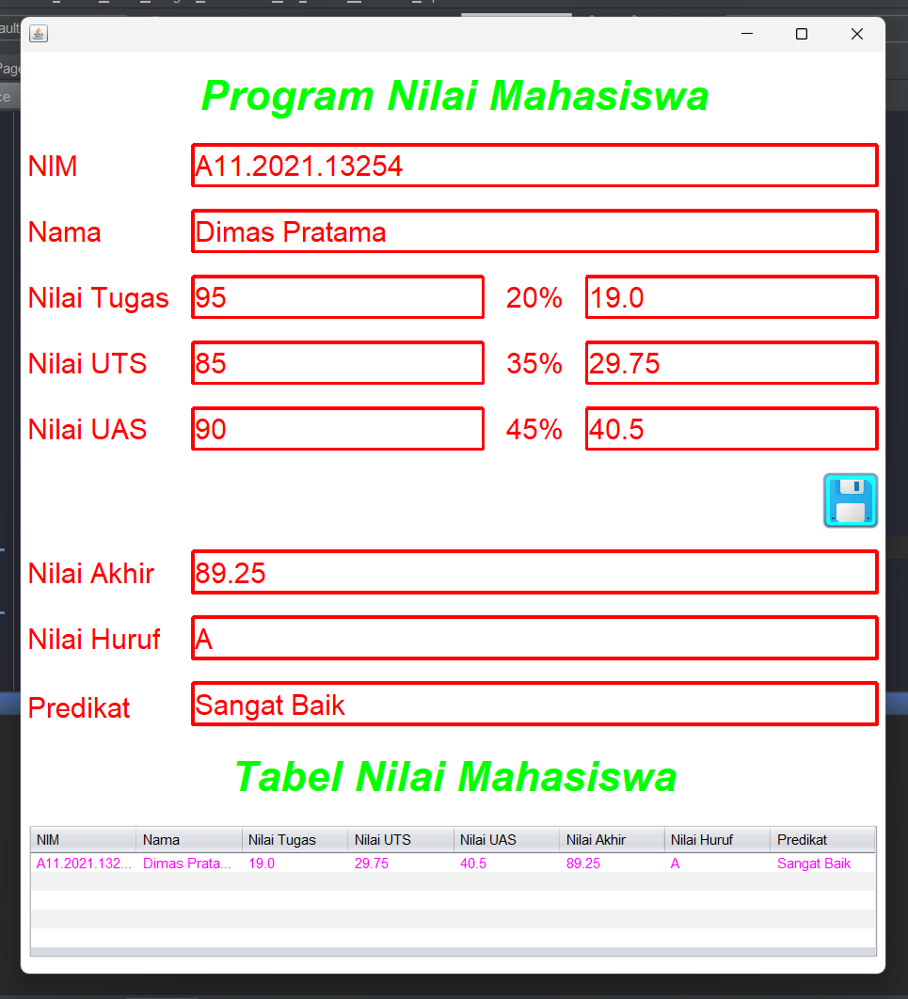 ault
Page
ce
Program Nilai Mahasiswa
NIM A11.2021.13254
Nama Dimas Pratama
Nilai Tugas 95 20% 19.0
Nilai UTS 85 35% 29.75
Nilai UAS 90 45% 40.5
Nilai Akhir 89.25
Nilai Huruf A
Predikat Sangat Baik
Tabel Nilai Mahasiswa
NIM Nama Nilai Tugas Nilai UTS Nilai UAS Nilai Akhir Nilai Huruf Predikat
A11.2021.132... Dimas Prata... 19.0 29.75 40.5 89.25 A Sangat Baik